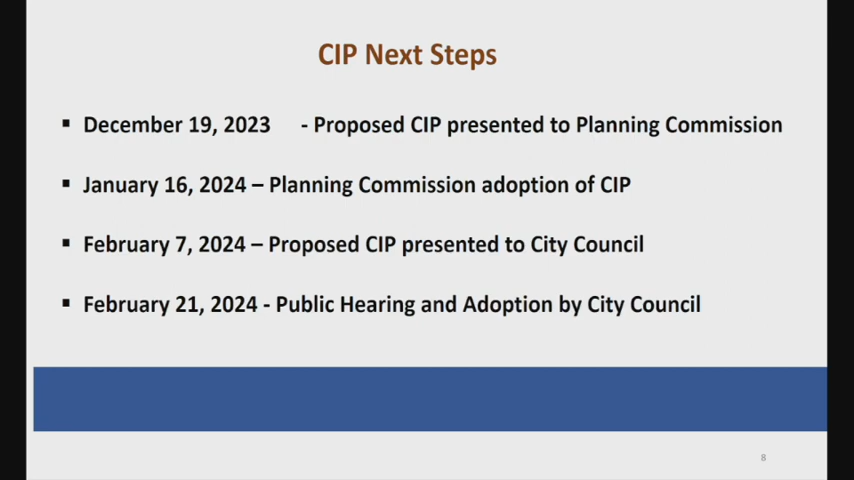 CIP Next Steps
▪ December 19, 2023 - Proposed CIP presented to Planning Commission
▪ January 16, 2024 – Planning Commission adoption of CIP
▪ February 7, 2024 – Proposed CIP presented to City Council
▪ February 21, 2024 - Public Hearing and Adoption by City Council
8